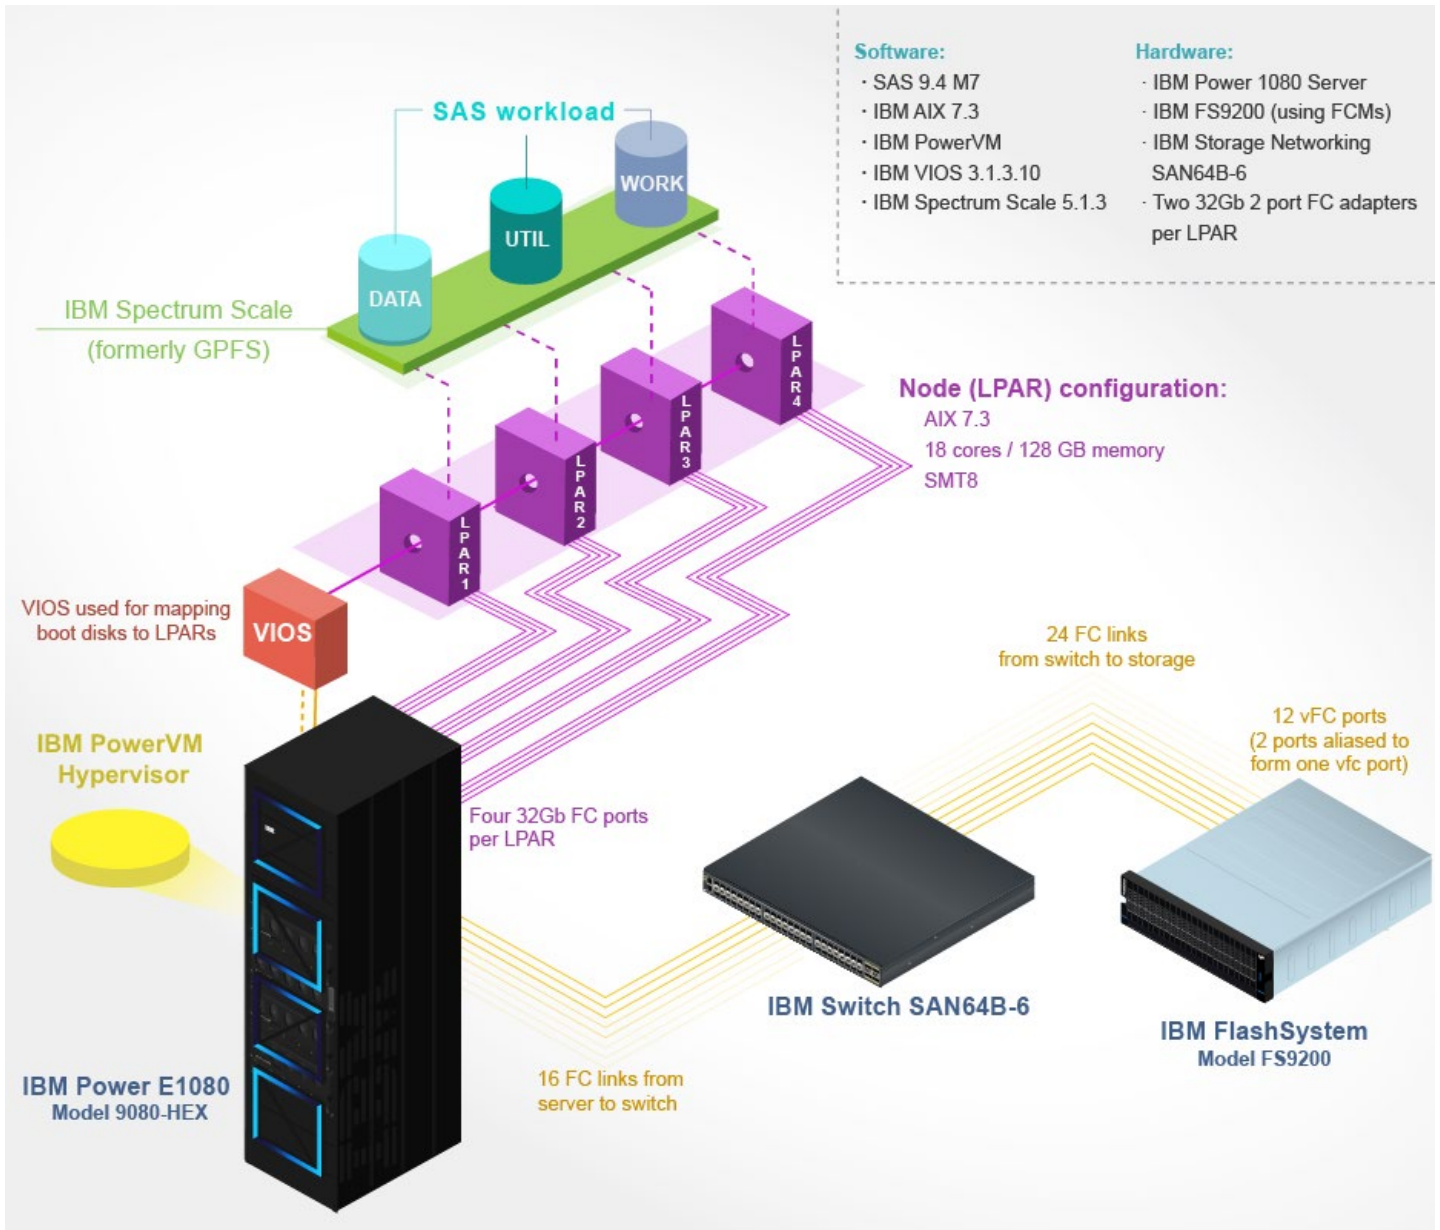 Software:
· SAS 9.4 M7
· IBM AIX 7.3
· IBM PowerVM
· IBM VIOS 3.1.3.10
· IBM Spectrum Scale 5.1.3
Hardware:
· IBM Power 1080 Server
· IBM FS9200 (using FCMs)
· IBM Storage Networking
SAN64B-6
· Two 32Gb 2 port FC adapters
per LPAR
SAS workload
WORK
UTIL
DATA
IBM Spectrum Scale
(formerly GPFS)
LPAR4
LPAR3
LPAR2
LPAR1
Node (LPAR) configuration:
AIX 7.3
18 cores / 128 GB memory
SMT8
VIOS used for mapping
boot disks to LPARs
VIOS
24 FC links
from switch to storage
12 vFC ports
(2 ports aliased to
form one vfc port)
IBM PowerVM
Hypervisor
Four 32Gb FC ports
per LPAR
IBM Switch SAN64B-6
IBM FlashSystem
Model FS9200
16 FC links from
server to switch
IBM Power E1080
Model 9080-HEX